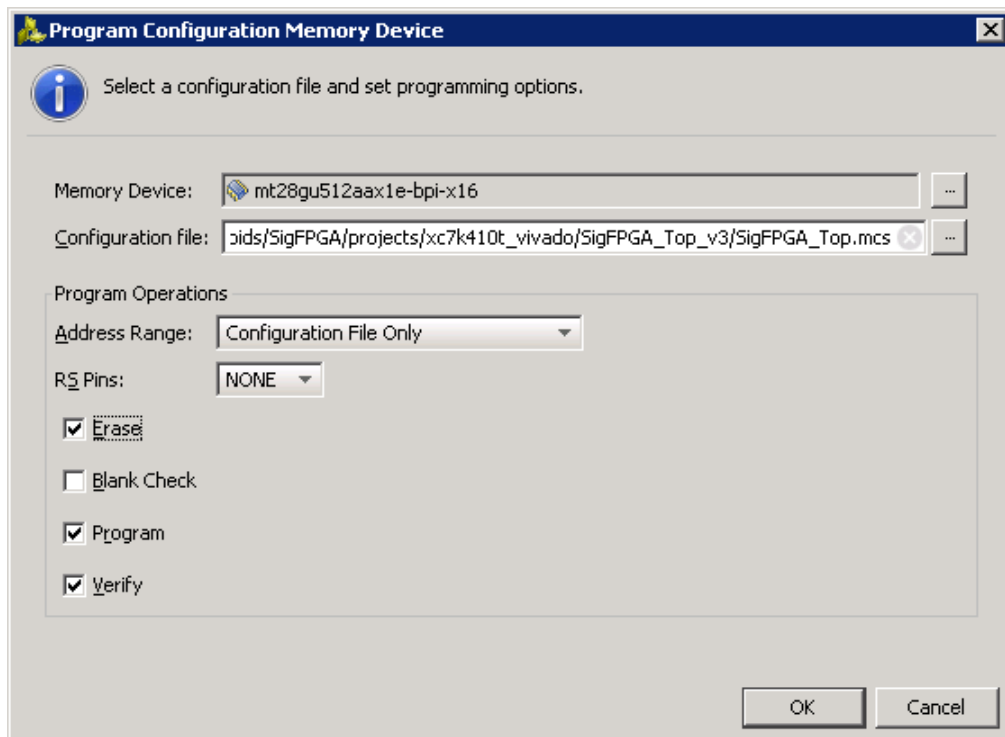 Program Configuration Memory Device
Select a configuration file and set programming options.
Memory Device: mt28gu512aax1e-bpi-x16 ...
Configuration file: oids/SigFPGA/projects/xc7k410t_vivado/SigFPGA_Top_v3/SigFPGA_Top.mcs ...
Program Operations
Address Range: Configuration File Only
RS Pins: NONE
Erase
Blank Check
Program
Verify
OK Cancel